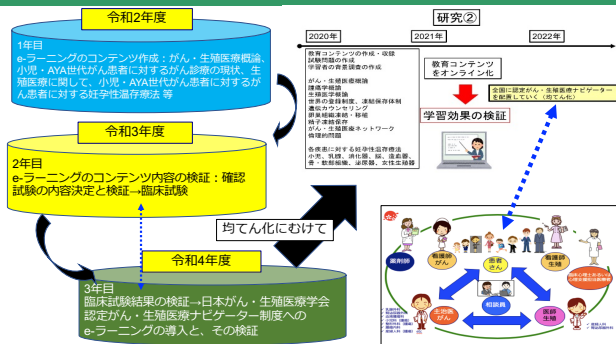 令和2年度
1年目
e-ラーニングのコンテンツ作成：がん・生殖医療概論、
小児・AYA世代がん患者に対するがん診療の現状、生
殖医療に関して、小児・AYA世代がん患者に対するが
ん患者に対する妊孕性温存療法 等
令和3年度
2年目
e-ラーニングのコンテンツ内容の検証：確認
試験の内容決定と検証→臨床試験
均てん化にむけて
令和4年度
3年目
臨床試験結果の検証→日本がん・生殖医療学会
認定がん・生殖医療ナビゲーター制度への
e-ラーニングの導入と、その検証
研究②
2020年
2021年
2022年
教育コンテンツの作成・収録
試験問題の作成
学習者の背景調査の作成
がん・生殖医療概論
腫瘍学概論
生殖医学概論
世界の登録制度、凍結保存体制
遺伝カウンセリング
卵巣組織凍結・移植
精子凍結保存
がん・生殖医療ネットワーク
倫理的問題
各疾患に対する妊孕性温存療法
小児、乳腺、消化器、脳、造血器、
骨・軟部組織、泌尿器、女性生殖器
教育コンテンツ
をオンライン化
学習効果の検証
全国に認定がん・生殖医療ナビゲーター
を配置していく（均てん化）
薬剤師
看護師
がん
患者
さん
看護師
生殖
相談員
主治医
がん
医師
生殖